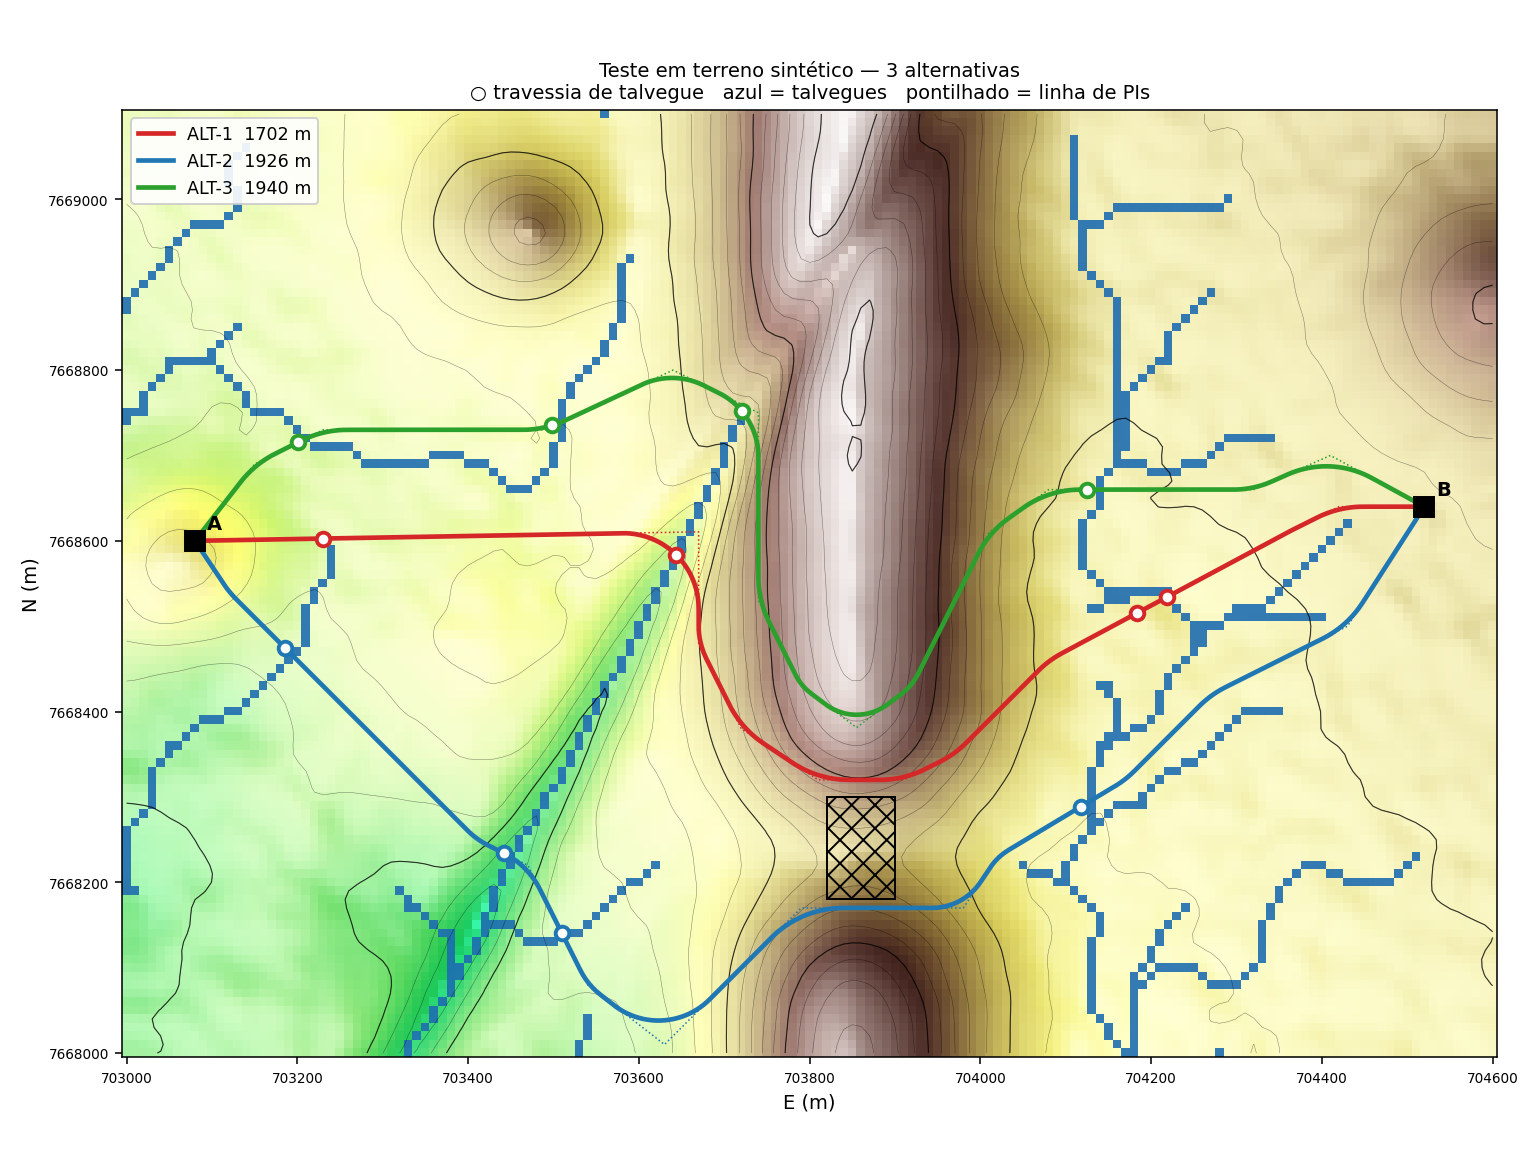 Teste em terreno sintético — 3 alternativas
○ travessia de talvegue   azul = talvegues   pontilhado = linha de PIs
ALT-1  1702 m
ALT-2  1926 m
ALT-3  1940 m
7669000
7668800
7668600
7668400
7668200
7668000
N (m)
A
B
703000
703200
703400
703600
703800
704000
704200
704400
704600
E (m)